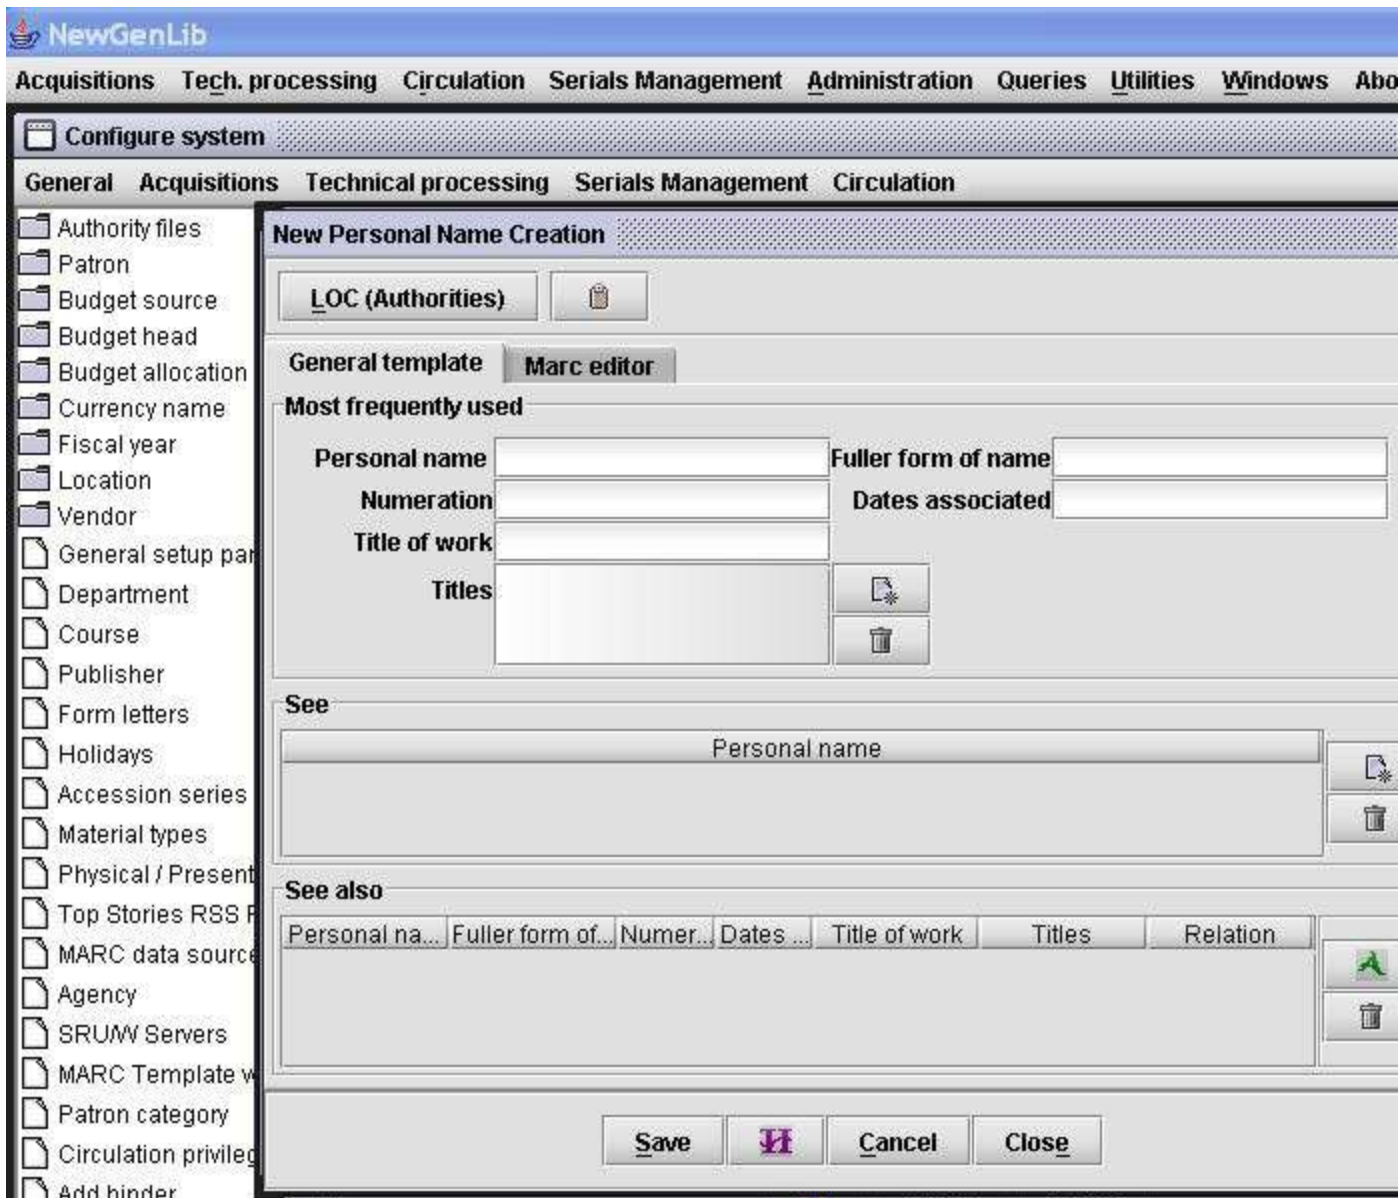 NewGenLib
Acquisitions Tech. processing Circulation Serials Management Administration Queries Utilities Windows Abo
Configure system
General Acquisitions Technical processing Serials Management Circulation
Authority files
Patron
Budget source
Budget head
Budget allocation
Currency name
Fiscal year
Location
Vendor
General setup par
Department
Course
Publisher
Form letters
Holidays
Accession series
Material types
Physical / Present
Top Stories RSS F
MARC data source
Agency
SRU/W Servers
MARC Template w
Patron category
Circulation privileg
Add binder
New Personal Name Creation
LOC (Authorities)
General template Marc editor
Most frequently used
Personal name Fuller form of name
Numeration Dates associated
Title of work
Titles
See
Personal name
See also
Personal na... Fuller form of... Numer... Dates ... Title of work Titles Relation
Save Cancel Close